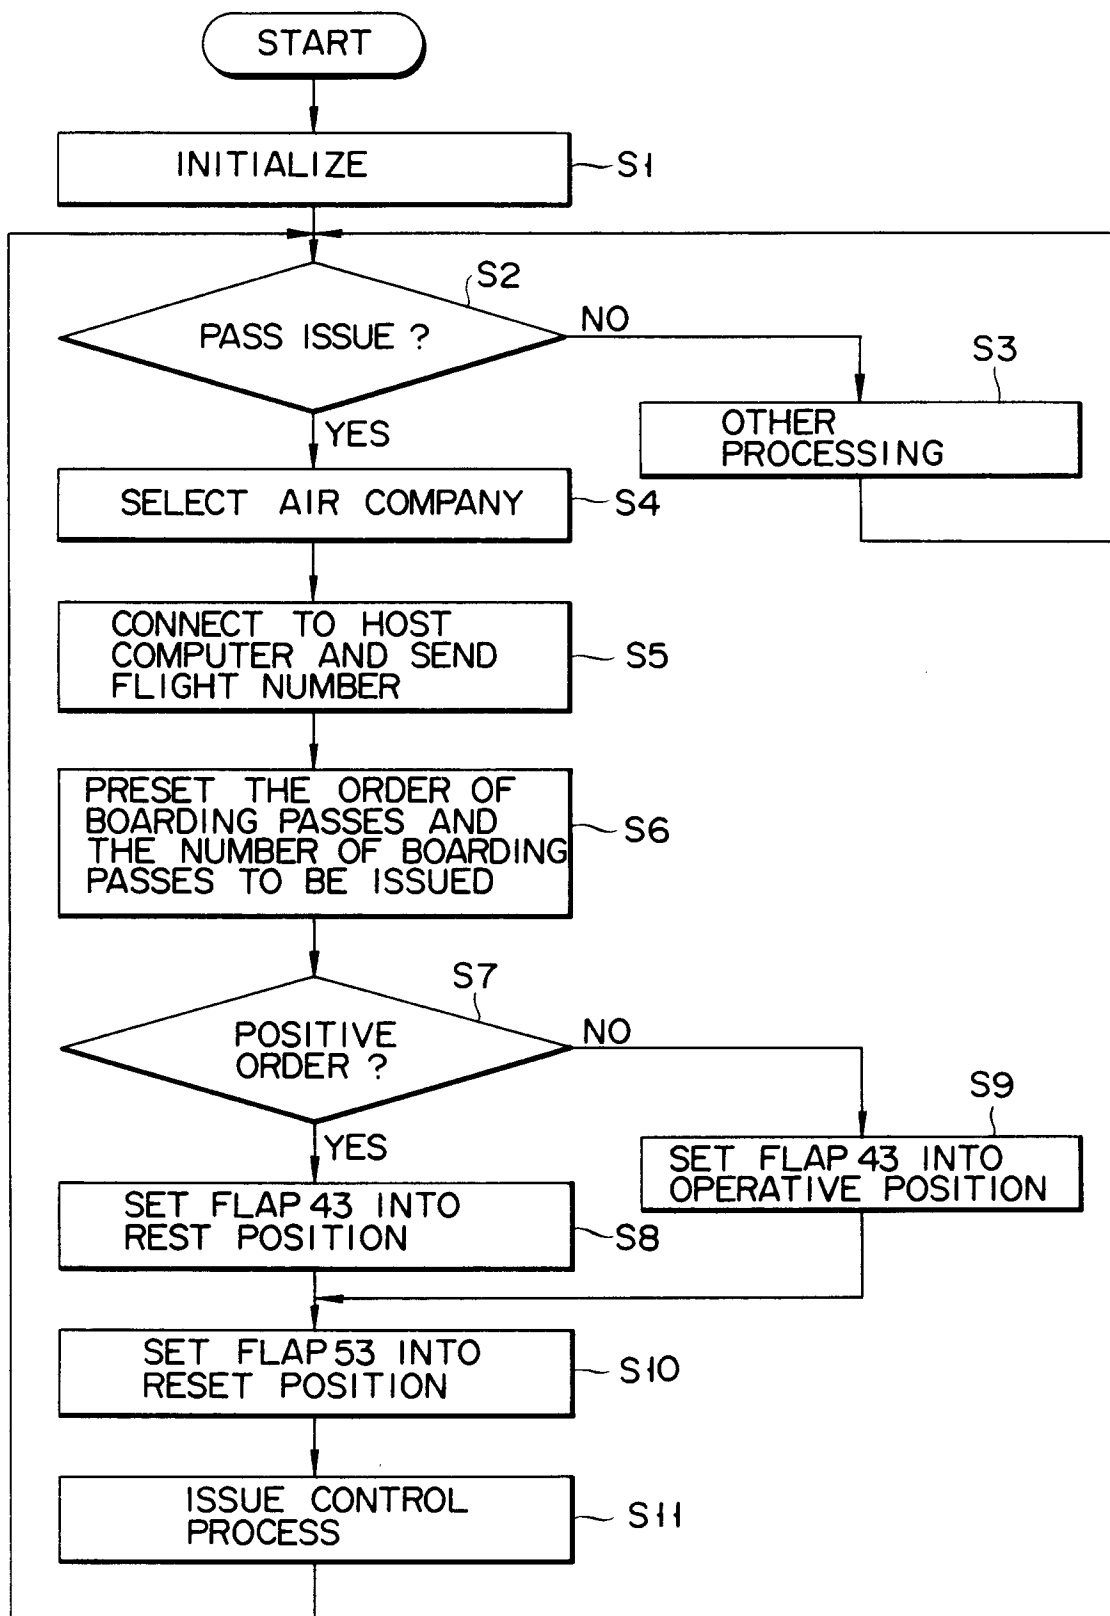 START
INITIALIZE
S1
S2
PASS ISSUE ?
NO
YES
S3
OTHER
PROCESSING
SELECT AIR COMPANY
S4
CONNECT TO HOST
COMPUTER AND SEND
FLIGHT NUMBER
S5
PRESET THE ORDER OF
BOARDING PASSES AND
THE NUMBER OF BOARDING
PASSES TO BE ISSUED
S6
S7
POSITIVE
ORDER ?
NO
YES
S9
SET FLAP 43 INTO
OPERATIVE POSITION
SET FLAP 43 INTO
REST POSITION
S8
SET FLAP 53 INTO
RESET POSITION
S10
ISSUE CONTROL
PROCESS
S11